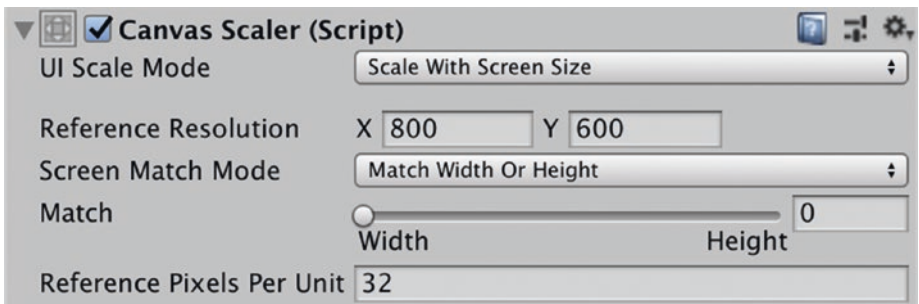 Canvas Scaler (Script)
UI Scale Mode Scale With Screen Size
Reference Resolution X 800 Y 600
Screen Match Mode Match Width Or Height
Match 0
Width Height
Reference Pixels Per Unit 32